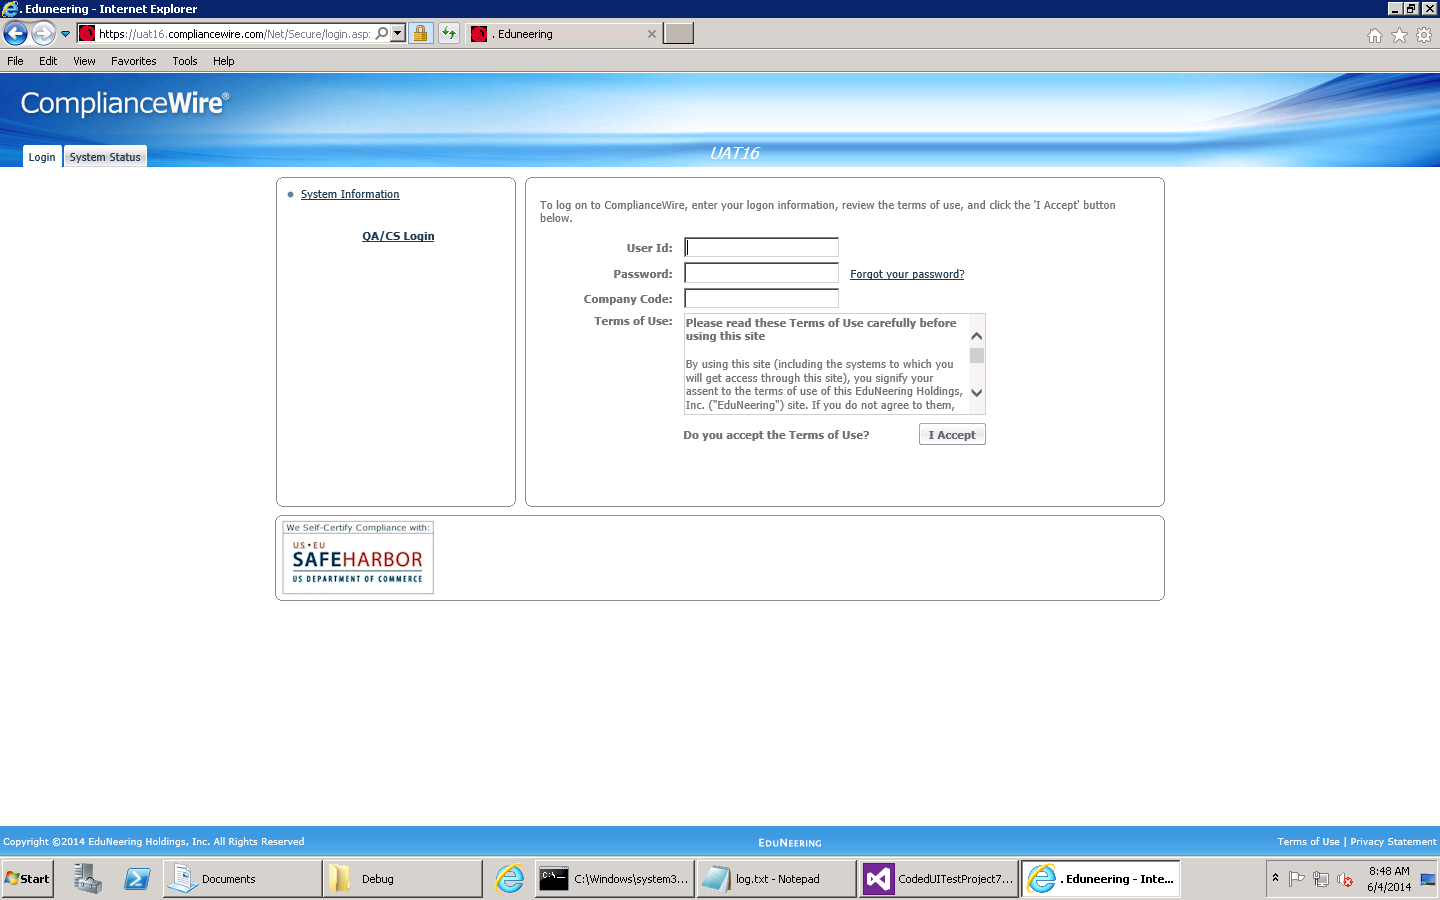 . Eduneering - Internet Explorer
https://uat16.compliancewire.com/Net/Secure/login.asp:
. Eduneering
File Edit View Favorites Tools Help
ComplianceWire®
Login
System Status
UAT16
System Information
QA/CS Login
To log on to ComplianceWire, enter your logon information, review the terms of use, and click the 'I Accept' button
below.
User Id:
Password:
Forgot your password?
Company Code:
Terms of Use:
Please read these Terms of Use carefully before
using this site
By using this site (including the systems to which you
will get access through this site), you signify your
assent to the terms of use of this EduNeering Holdings,
Inc. ("EduNeering") site. If you do not agree to them,
Do you accept the Terms of Use?
I Accept
We Self-Certify Compliance with:
U.S.•EU
SAFEHARBOR
US DEPARTMENT OF COMMERCE
Copyright ©2014 EduNeering Holdings, Inc. All Rights Reserved
EDUNEERING
Terms of Use | Privacy Statement
Start
Documents
Debug
C:\Windows\system3...
log.txt - Notepad
CodedUITestProject7...
. Eduneering - Inte...
8:48 AM
6/4/2014